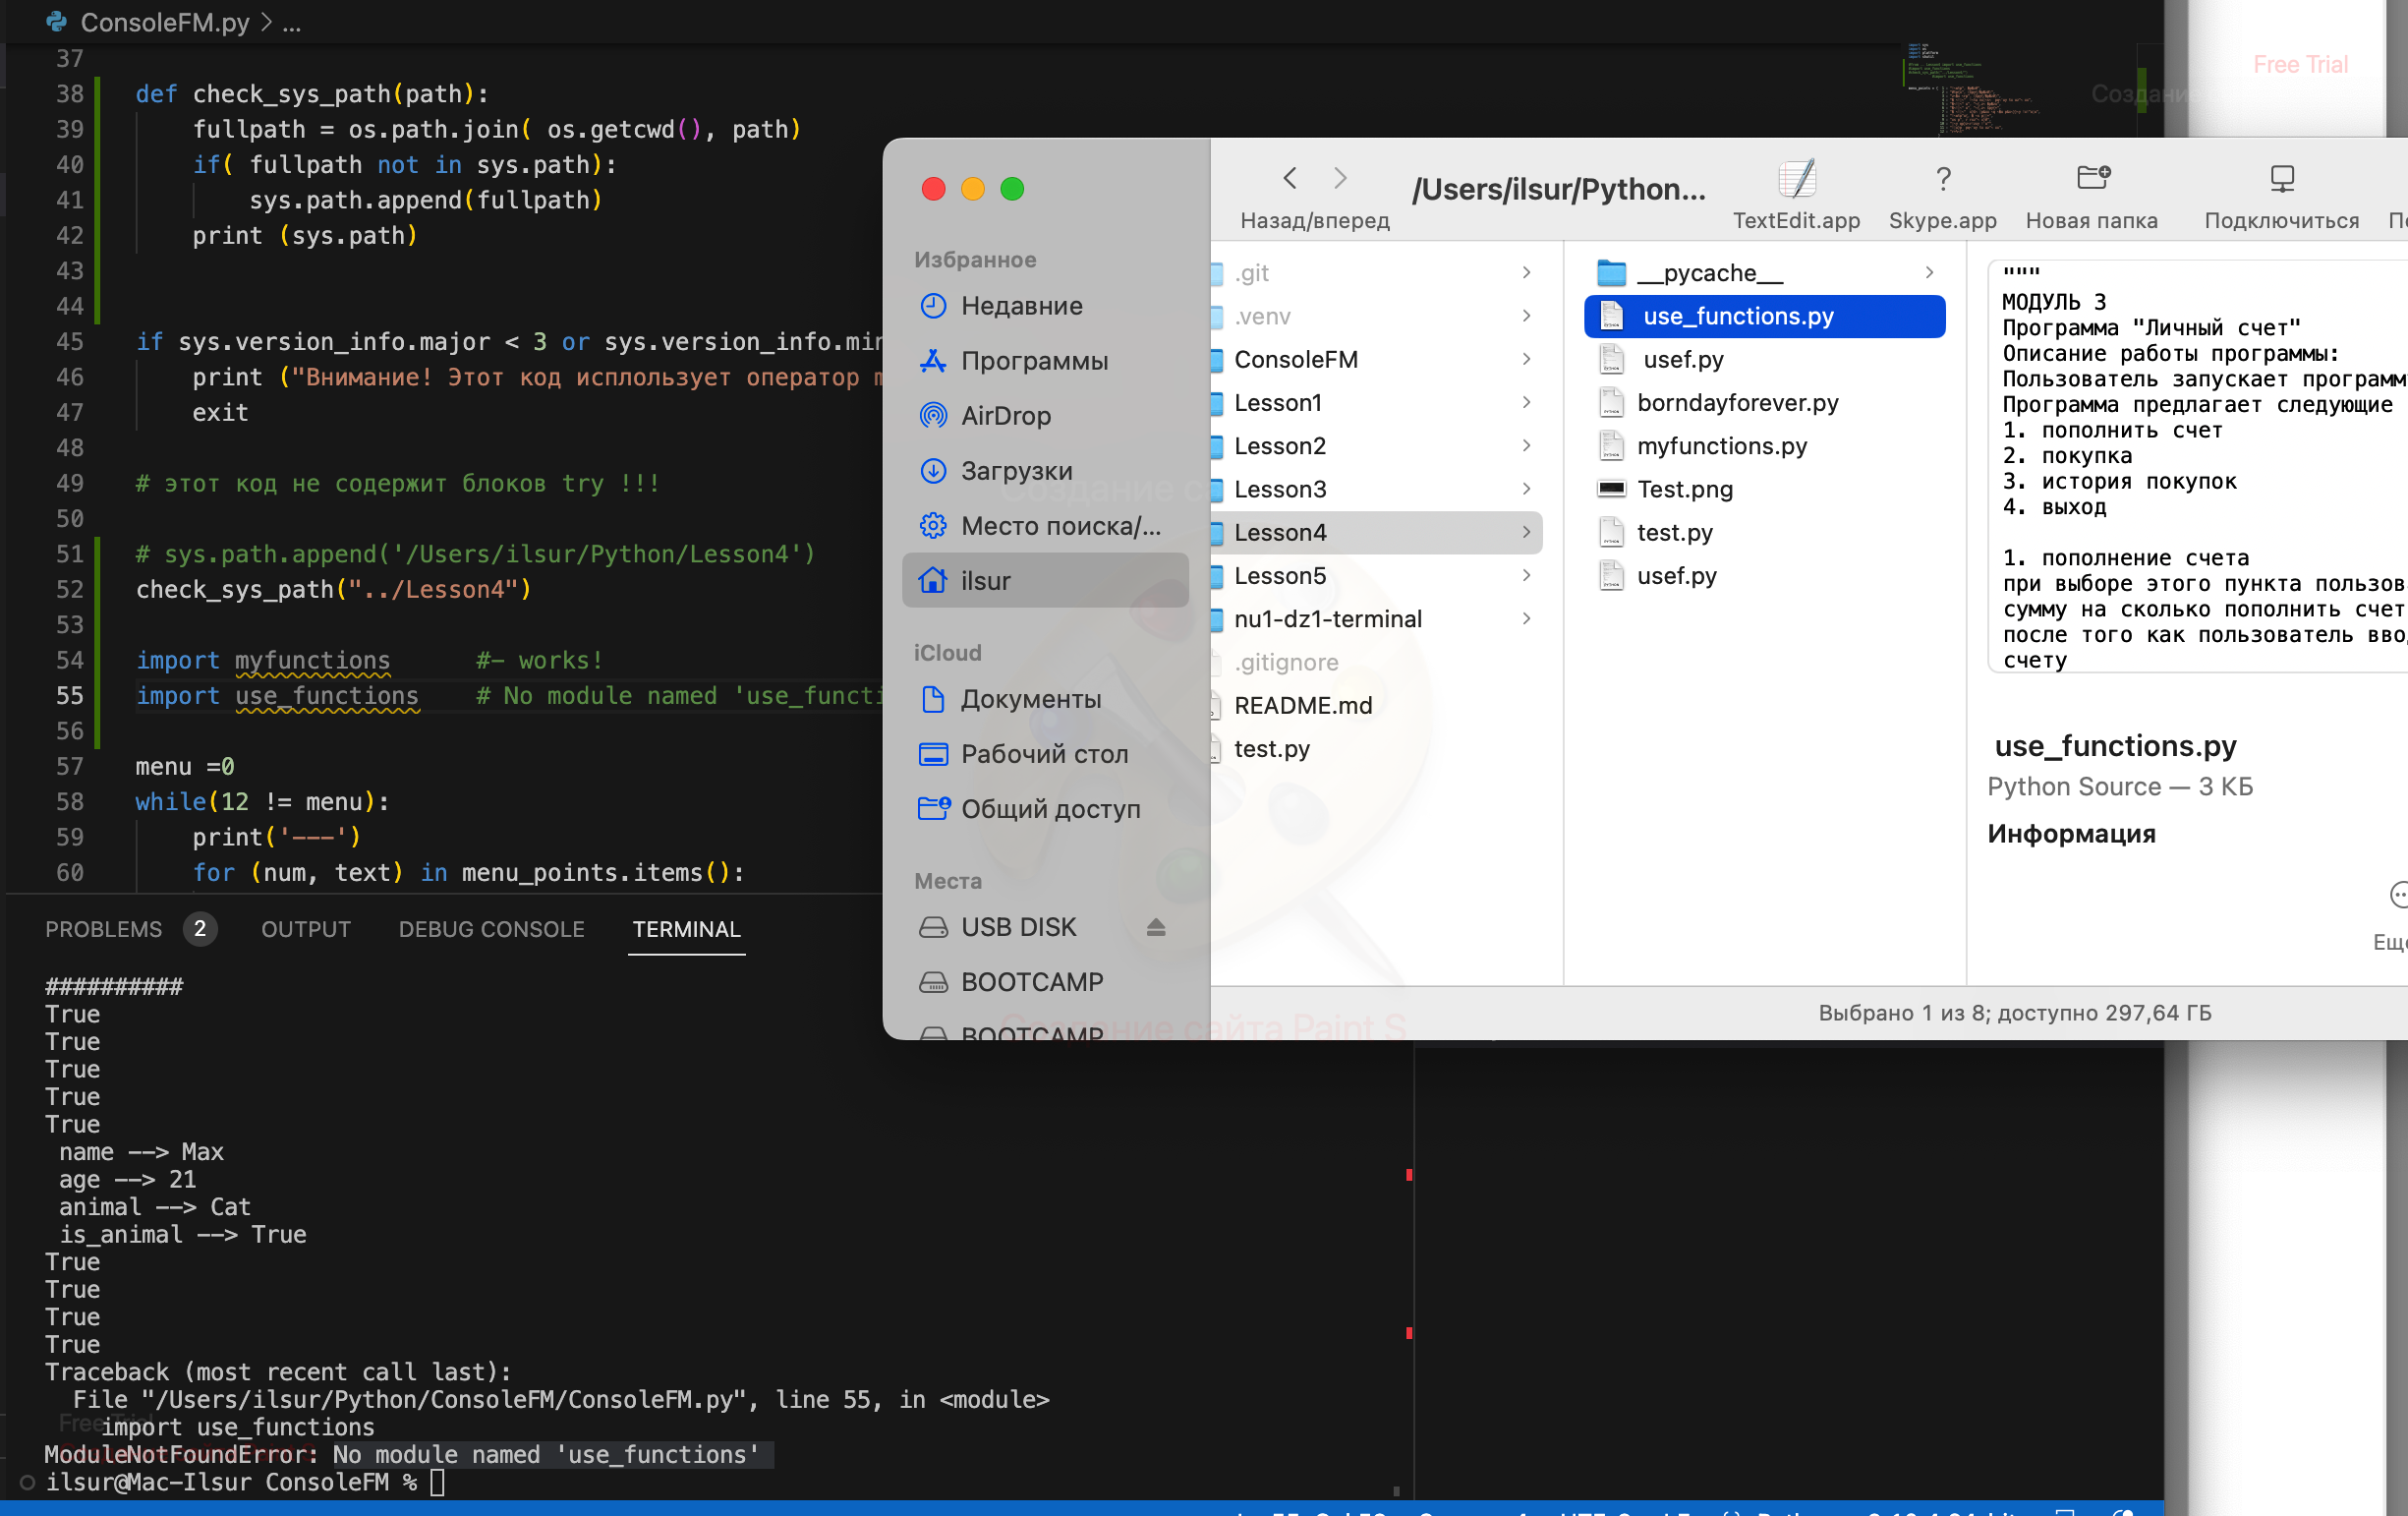 ConsoleFM.py > ...
37
38 def check_sys_path(path):
39 fullpath = os.path.join( os.getcwd(), path)
40 if( fullpath not in sys.path):
41 sys.path.append(fullpath)
42 print (sys.path)
43
44
45 if sys.version_info.major < 3 or sys.version_info.min
46 print ("Внимание! Этот код исплользует оператор m
47 exit
48
49 # этот код не содержит блоков try !!!
50
51 # sys.path.append('/Users/ilsur/Python/Lesson4')
52 check_sys_path("../Lesson4")
53
54 import myfunctions #- works!
55 import use_functions # No module named 'use_functi
56
57 menu =0
58 while(12 != menu):
59 print('---')
60 for (num, text) in menu_points.items():
PROBLEMS 2 OUTPUT DEBUG CONSOLE TERMINAL
##########
True
True
True
True
True
name --> Max
age --> 21
animal --> Cat
is_animal --> True
True
True
True
True
Traceback (most recent call last):
File "/Users/ilsur/Python/ConsoleFM/ConsoleFM.py", line 55, in <module>
import use_functions
ModuleNotFoundError: No module named 'use_functions'
ilsur@Mac-Ilsur ConsoleFM %
Free Trial
Назад/вперед
/Users/ilsur/Python...
TextEdit.app
Skype.app
Новая папка
Подключиться
Избранное
Недавние
Программы
AirDrop
Загрузки
Место поиска/...
ilsur
iCloud
Документы
Рабочий стол
Общий доступ
Места
USB DISK
BOOTCAMP
BOOTCAMP
.git
.venv
ConsoleFM
Lesson1
Lesson2
Lesson3
Lesson4
Lesson5
nu1-dz1-terminal
.gitignore
README.md
test.py
__pycache__
use_functions.py
usef.py
borndayforever.py
myfunctions.py
Test.png
test.py
usef.py
"""
МОДУЛЬ 3
Программа "Личный счет"
Описание работы программы:
Пользователь запускает программ
Программа предлагает следующие
1. пополнить счет
2. покупка
3. история покупок
4. выход
1. пополнение счета
при выборе этого пункта пользов
сумму на сколько пополнить счет
после того как пользователь вво
счету
use_functions.py
Python Source — 3 КБ
Информация
Выбрано 1 из 8; доступно 297,64 ГБ
Создание сайта Paint S